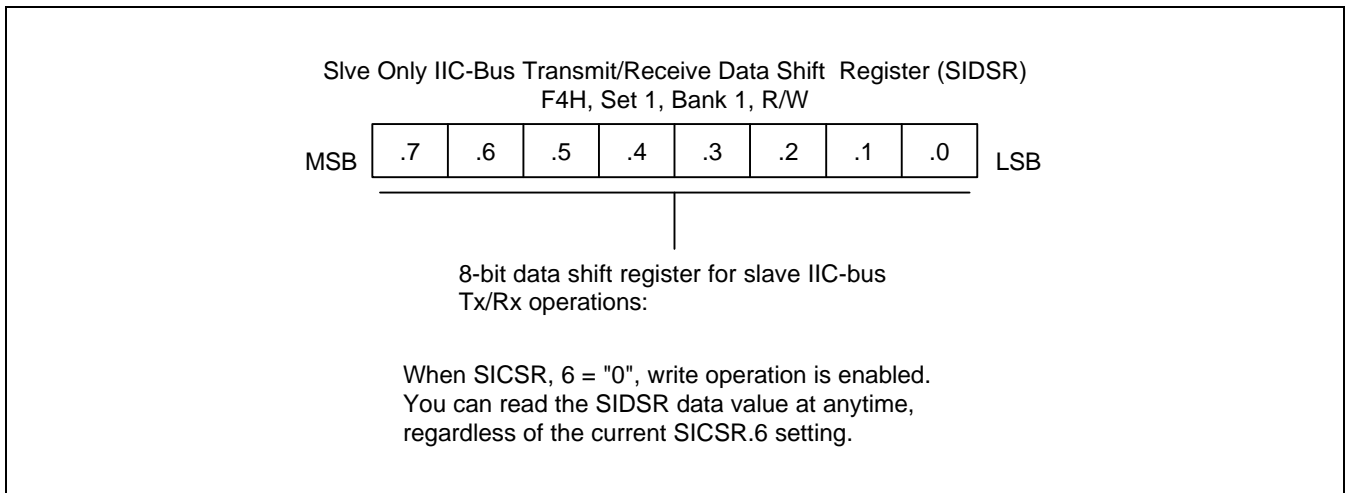 Slve Only IIC-Bus Transmit/Receive Data Shift Register (SIDSR)
F4H, Set 1, Bank 1, R/W
MSB .7 .6 .5 .4 .3 .2 .1 .0 LSB
8-bit data shift register for slave IIC-bus
Tx/Rx operations:
When SICSR, 6 = "0", write operation is enabled.
You can read the SIDSR data value at anytime,
regardless of the current SICSR.6 setting.